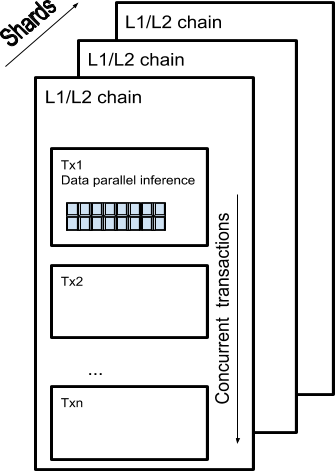 Shards
L1/L2 chain
L1/L2 chain
L1/L2 chain
Tx1
Data parallel inference
Tx2
...
Txn
Concurrent transactions